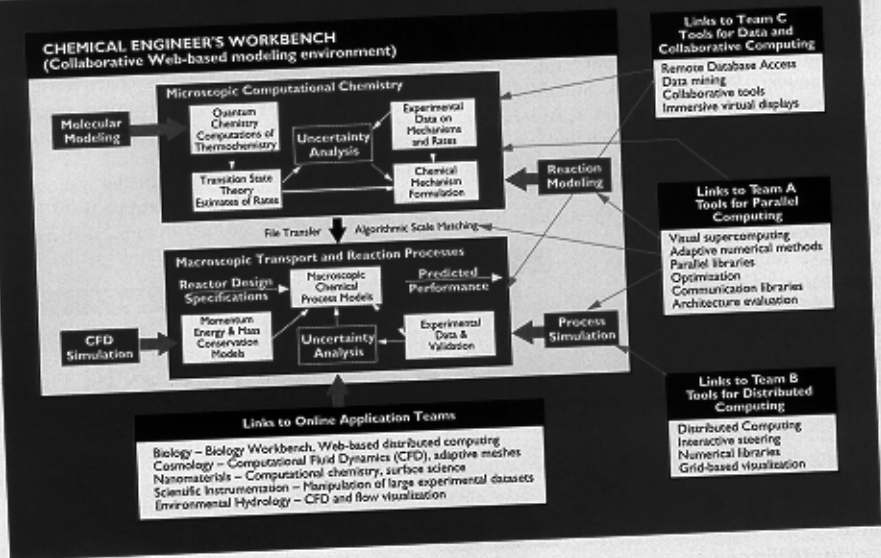 CHEMICAL ENGINEER'S WORKBENCH
(Collaborative Web-based modeling environment)
Microscopic Computational Chemistry
Molecular
Modeling
Quantum
Chemistry
Computations of
Thermochemistry
Uncertainty
Analysis
Experimental
Data on
Mechanisms
and Rates
Transition State
Theory
Estimates of Rates
Chemical
Mechanism
Formulation
Reaction
Modeling
File Transfer
Algorithmic Scale Matching
Macroscopic Transport and Reaction Processes
Reactor Design
Specifications
Macroscopic
Chemical
Process Models
Predicted
Performance
CFD
Simulation
Momentum
Energy & Mass
Conservation
Models
Uncertainty
Analysis
Experimental
Data &
Validation
Process
Simulation
Links to Team C
Tools for Data and
Collaborative Computing
Remote Database Access
Data mining
Collaborative tools
Immersive virtual displays
Links to Team A
Tools for Parallel
Computing
Visual supercomputing
Adaptive numerical methods
Parallel libraries
Optimization
Communication libraries
Architecture evaluation
Links to Team B
Tools for Distributed
Computing
Distributed Computing
Interactive steering
Numerical libraries
Grid-based visualization
Links to Online Application Teams
Biology – Biology Workbench, Web-based distributed computing
Cosmology – Computational Fluid Dynamics (CFD), adaptive meshes
Nanomaterials – Computational chemistry, surface science
Scientific Instrumentation – Manipulation of large experimental datasets
Environmental Hydrology – CFD and flow visualization